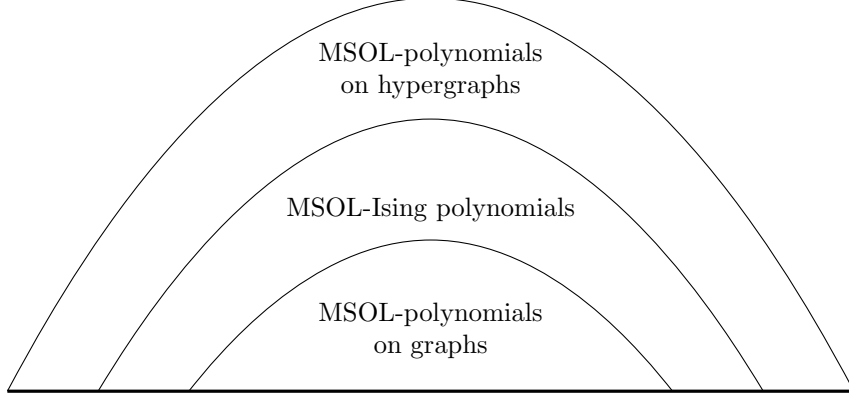 MSOL-polynomials
on hypergraphs
MSOL-Ising polynomials
MSOL-polynomials
on graphs